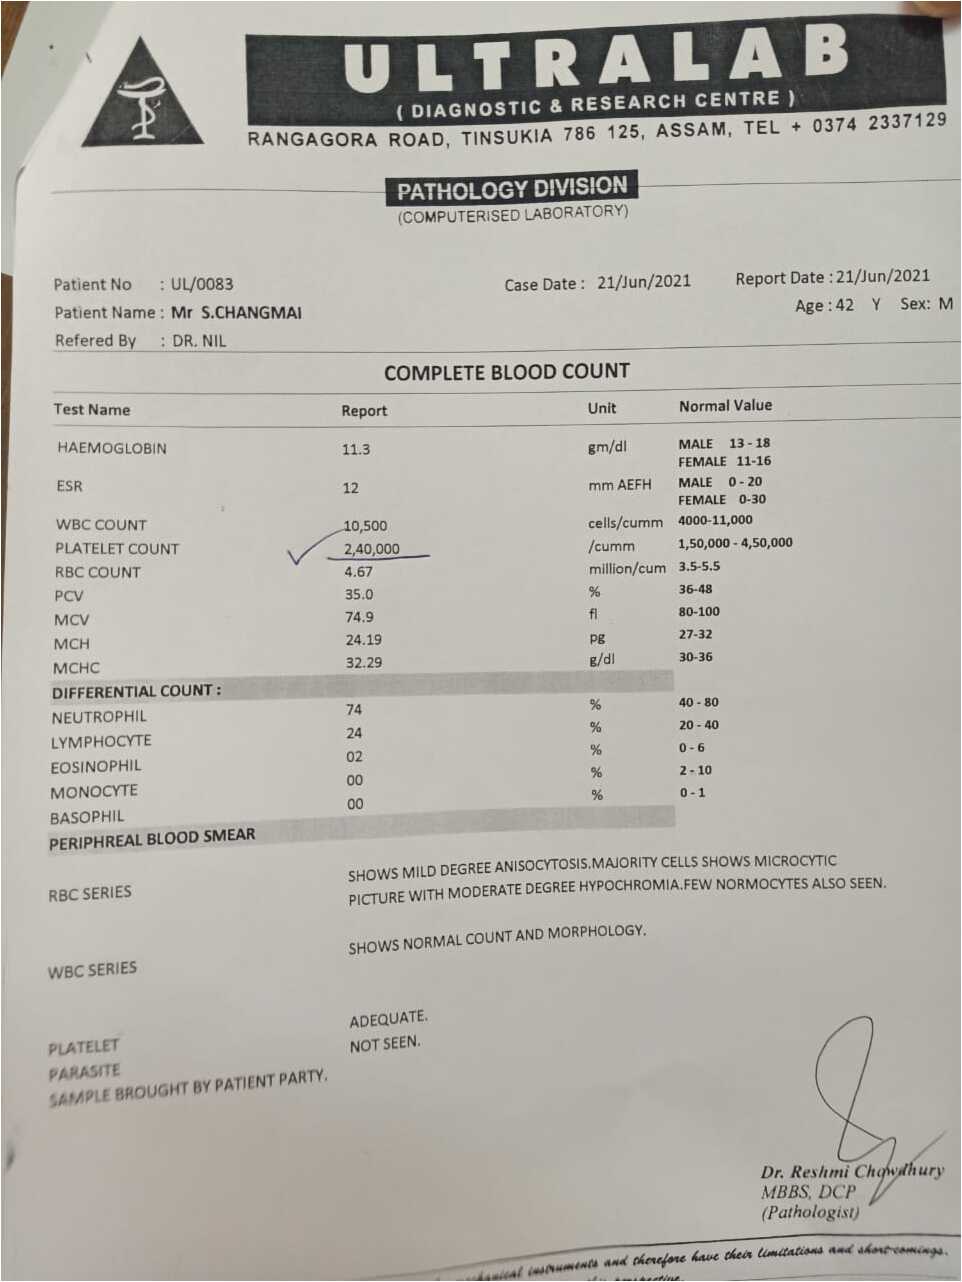 ULTRALAB
( DIAGNOSTIC & RESEARCH CENTRE )
RANGAGORA ROAD, TINSUKIA 786 125, ASSAM, TEL + 0374 2337129
PATHOLOGY DIVISION
(COMPUTERISED LABORATORY)
Patient No : UL/0083 Case Date : 21/Jun/2021 Report Date : 21/Jun/2021
Patient Name : Mr S.CHANGMAI Age : 42 Y Sex: M
Refered By : DR. NIL
COMPLETE BLOOD COUNT
Test Name Report Unit Normal Value
HAEMOGLOBIN 11.3 gm/dl MALE 13 - 18
FEMALE 11-16
ESR 12 mm AEFH MALE 0 - 20
FEMALE 0-30
WBC COUNT 10,500 cells/cumm 4000-11,000
PLATELET COUNT 2,40,000 /cumm 1,50,000 - 4,50,000
RBC COUNT 4.67 million/cum 3.5-5.5
PCV 35.0 % 36-48
MCV 74.9 fl 80-100
MCH 24.19 pg 27-32
MCHC 32.29 g/dl 30-36
DIFFERENTIAL COUNT :
NEUTROPHIL 74 % 40 - 80
LYMPHOCYTE 24 % 20 - 40
EOSINOPHIL 02 % 0 - 6
MONOCYTE 00 % 2 - 10
BASOPHIL 00 % 0 - 1
PERIPHREAL BLOOD SMEAR
RBC SERIES SHOWS MILD DEGREE ANISOCYTOSIS.MAJORITY CELLS SHOWS MICROCYTIC
PICTURE WITH MODERATE DEGREE HYPOCHROMIA.FEW NORMOCYTES ALSO SEEN.
WBC SERIES SHOWS NORMAL COUNT AND MORPHOLOGY.
PLATELET ADEQUATE.
PARASITE NOT SEEN.
SAMPLE BROUGHT BY PATIENT PARTY.
Dr. Reshmi Chowdhury
MBBS, DCP
(Pathologist)
instruments and therefore have their limitations and short-comings.